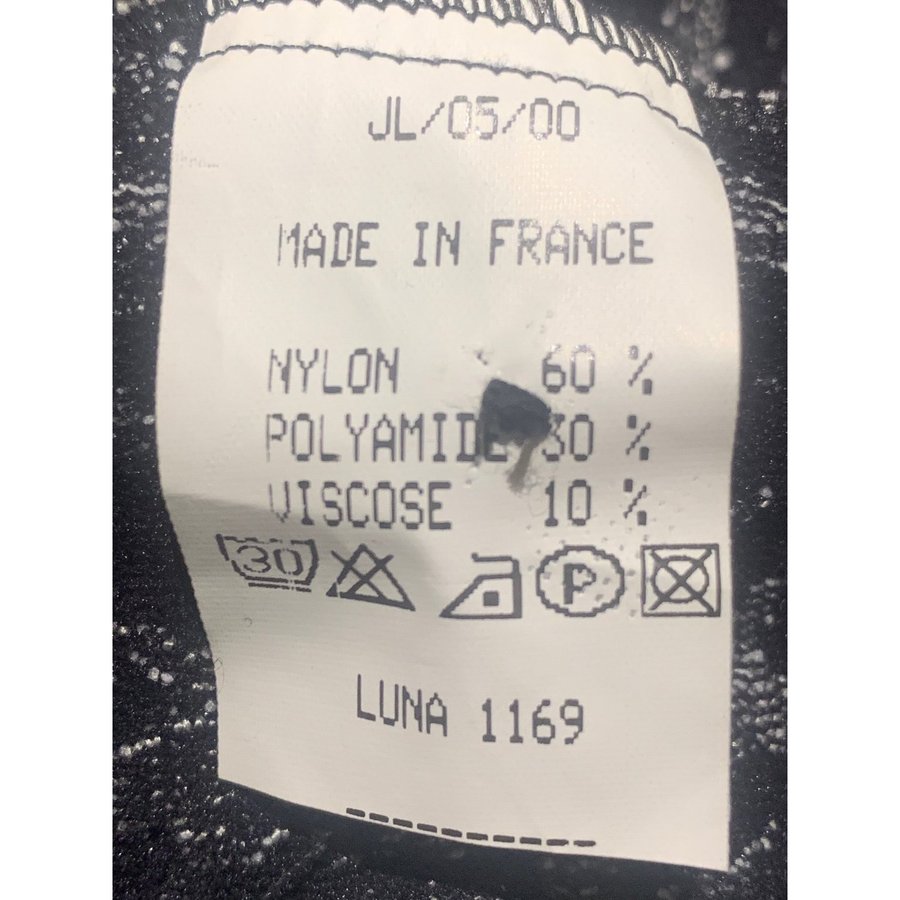 JL/05/00
MADE IN FRANCE
NYLON 60 %
POLYAMIDE 30 %
VISCOSE 10 %
30 P
LUNA 1169